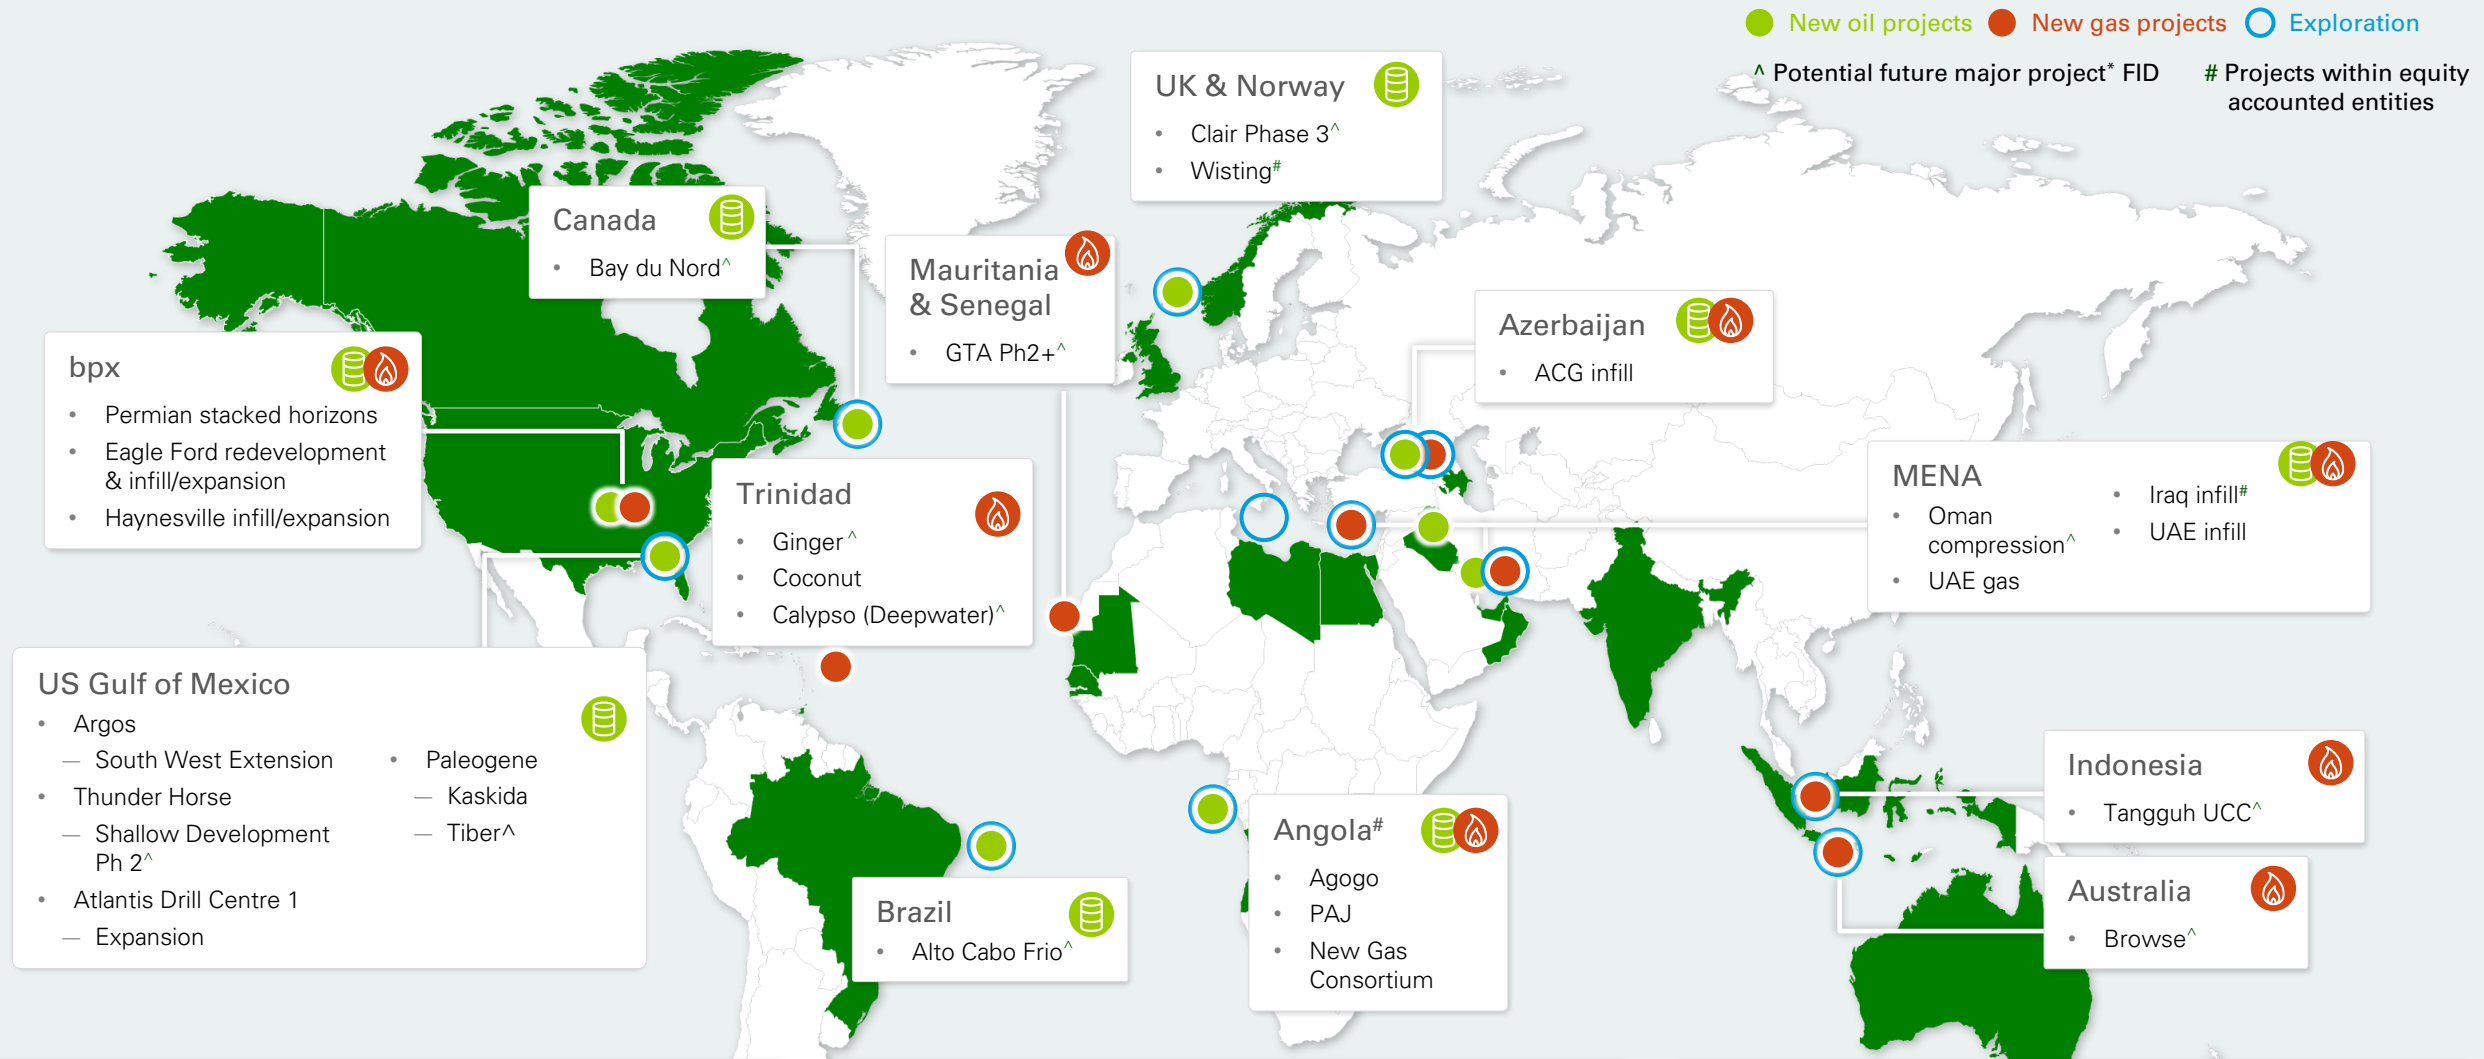 New oil projects
New gas projects
Exploration
^ Potential future major project* FID
# Projects within equity
accounted entities
UK & Norway
• Clair Phase 3^
• Wisting#
Canada
• Bay du Nord^
Mauritania
& Senegal
• GTA Ph2+^
Azerbaijan
• ACG infill
bpx
• Permian stacked horizons
• Eagle Ford redevelopment
& infill/expansion
• Haynesville infill/expansion
Trinidad
• Ginger^
• Coconut
• Calypso (Deepwater)^
MENA
• Oman
compression^
• UAE gas
• Iraq infill#
• UAE infill
US Gulf of Mexico
• Argos
— South West Extension
• Thunder Horse
— Shallow Development
Ph 2^
• Atlantis Drill Centre 1
— Expansion
• Paleogene
— Kaskida
— Tiber^
Brazil
• Alto Cabo Frio^
Angola#
• Agogo
• PAJ
• New Gas
Consortium
Indonesia
• Tangguh UCC^
Australia
• Browse^